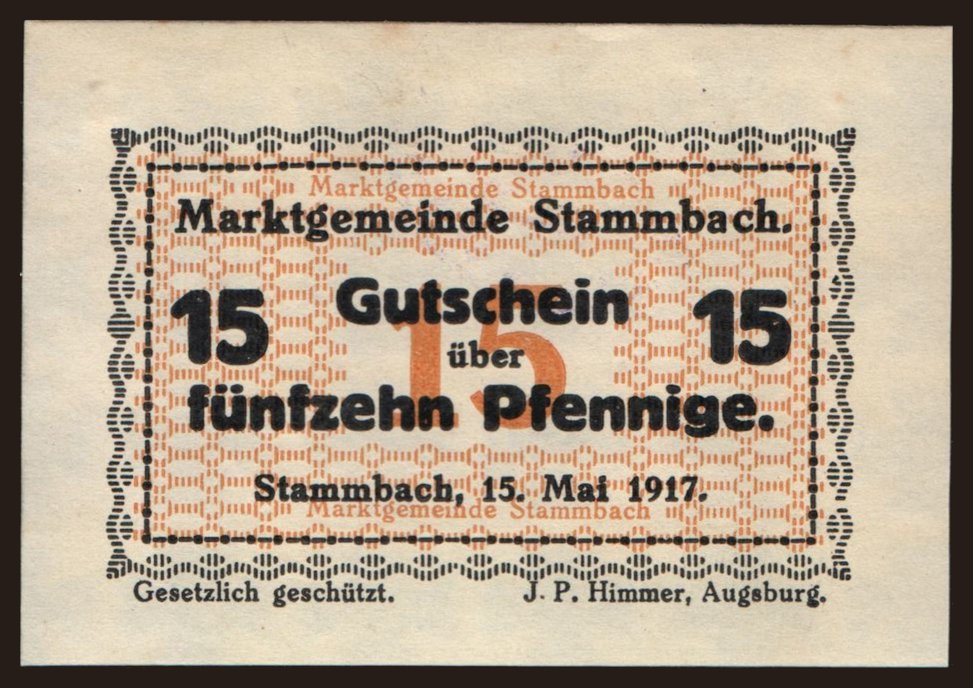 Marktgemeinde Stammbach
Marktgemeinde Stammbach.
15 Gutschein 15
15
über
fünfzehn Pfennige.
Stammbach, 15. Mai 1917.
Marktgemeinde Stammbach
Gesetzlich geschützt. J. P. Himmer, Augsburg.